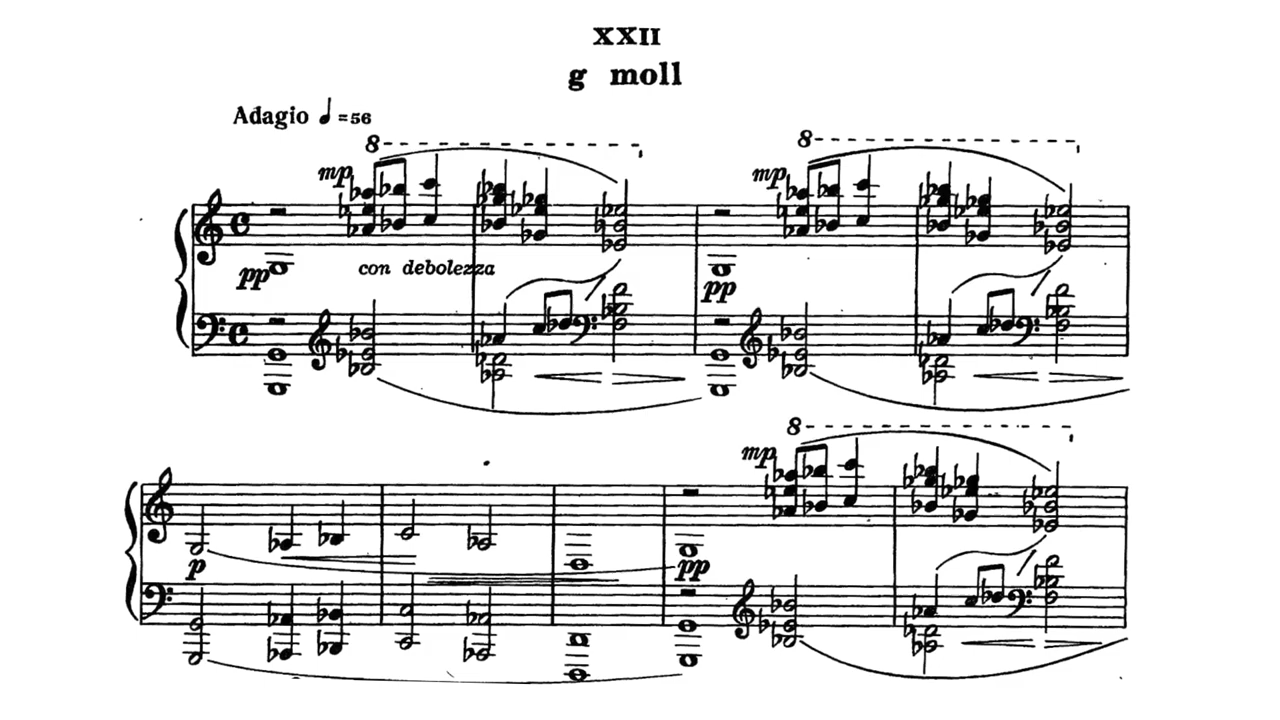 XXII
g moll
Adagio ♩=56
8
8
mp
mp
pp
con debolezza
pp
8
mp
p
pp